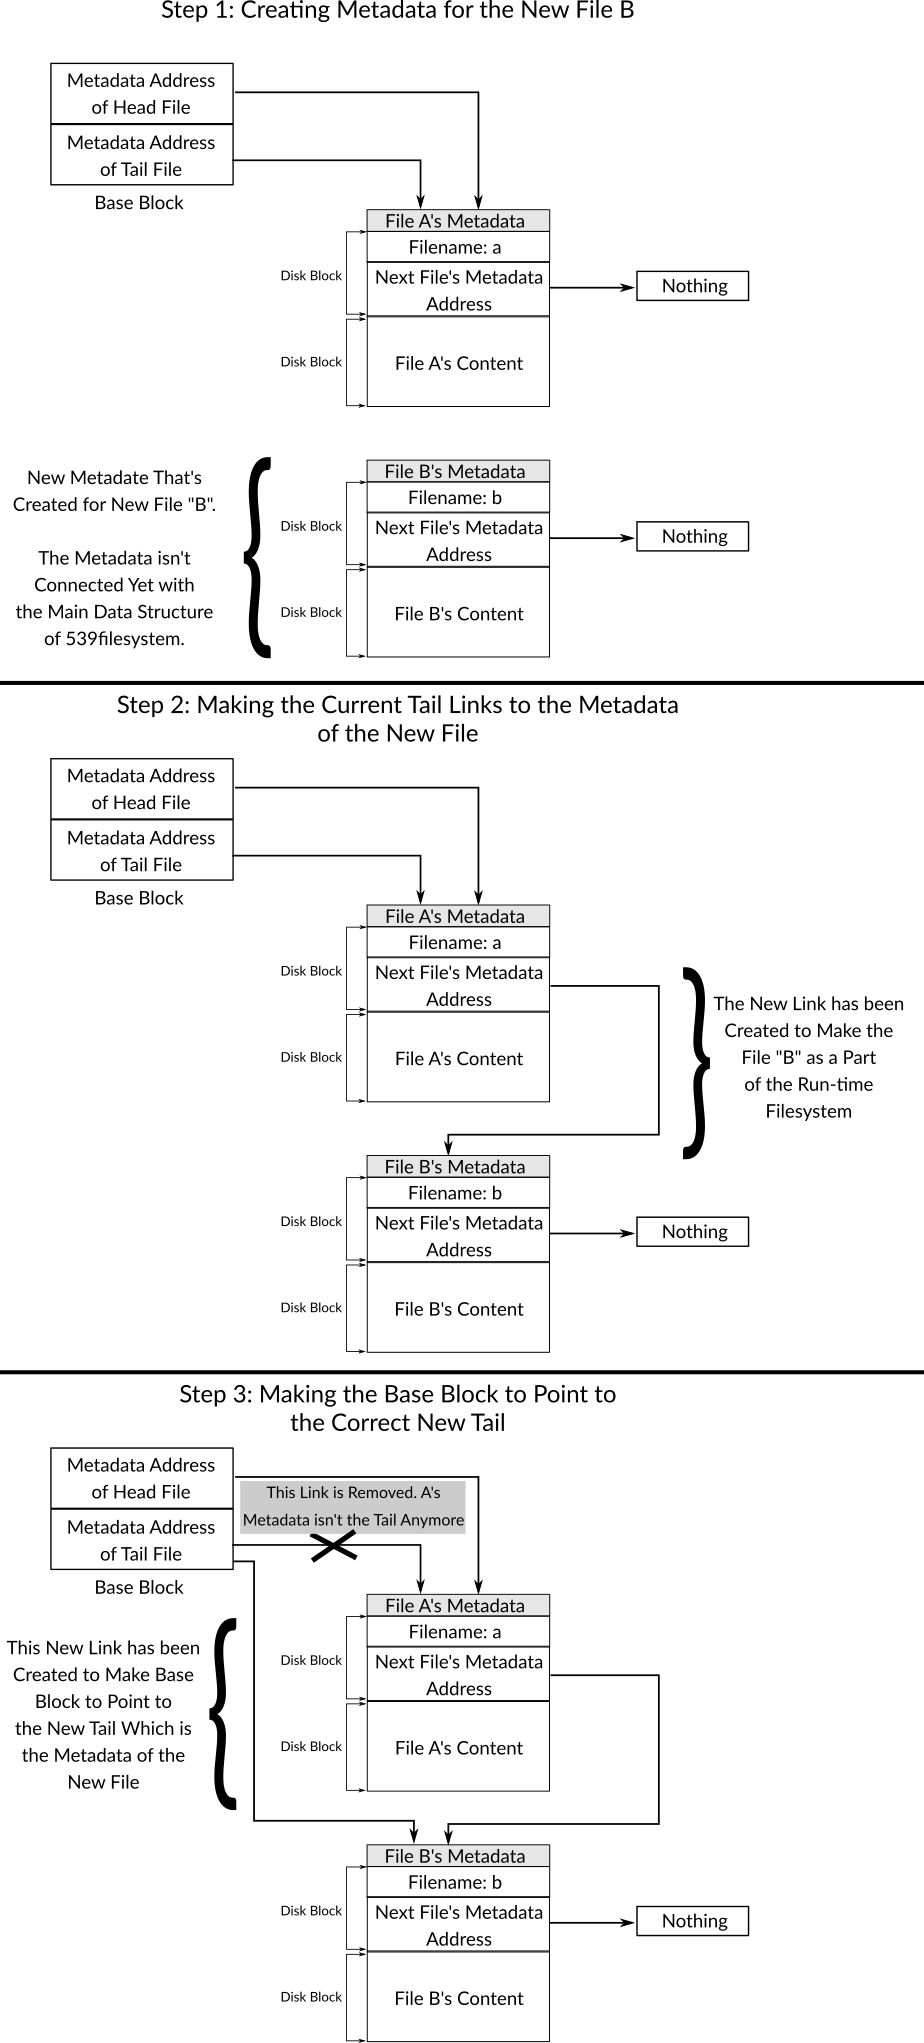 Step 1: Creating Metadata for the New File B
Metadata Address
of Head File
Metadata Address
of Tail File
Base Block
File A's Metadata
Filename: a
Disk Block
Next File's Metadata
Address
Nothing
Disk Block
File A's Content
New Metadate That's
Created for New File "B".
The Metadata isn't
Connected Yet with
the Main Data Structure
of 539filesystem.
File B's Metadata
Filename: b
Disk Block
Next File's Metadata
Address
Nothing
Disk Block
File B's Content
Step 2: Making the Current Tail Links to the Metadata
of the New File
Metadata Address
of Head File
Metadata Address
of Tail File
Base Block
File A's Metadata
Filename: a
Disk Block
Next File's Metadata
Address
Disk Block
File A's Content
The New Link has been
Created to Make the
File "B" as a Part
of the Run-time
Filesystem
File B's Metadata
Filename: b
Disk Block
Next File's Metadata
Address
Nothing
Disk Block
File B's Content
Step 3: Making the Base Block to Point to
the Correct New Tail
Metadata Address
of Head File
Metadata Address
of Tail File
Base Block
This Link is Removed. A's
Metadata isn't the Tail Anymore
File A's Metadata
Filename: a
Disk Block
Next File's Metadata
Address
Disk Block
File A's Content
This New Link has been
Created to Make Base
Block to Point to
the New Tail Which is
the Metadata of the
New File
File B's Metadata
Filename: b
Disk Block
Next File's Metadata
Address
Nothing
Disk Block
File B's Content